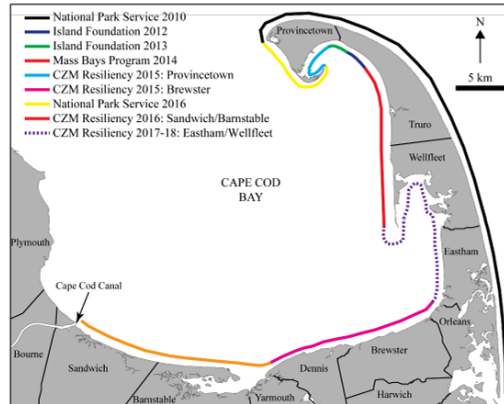 National Park Service 2010
Island Foundation 2012
Island Foundation 2013
Mass Bays Program 2014
CZM Resiliency 2015: Provincetown
CZM Resiliency 2015: Brewster
National Park Service 2016
CZM Resiliency 2016: Sandwich/Barnstable
CZM Resiliency 2017-18: Eastham/Wellfleet
Provincetown
N
5 km
Truro
Wellfleet
CAPE COD
BAY
Plymouth
Eastham
Cape Cod Canal
Orleans
Bourne
Sandwich
Barnstable
Yarmouth
Dennis
Brewster
Harwich